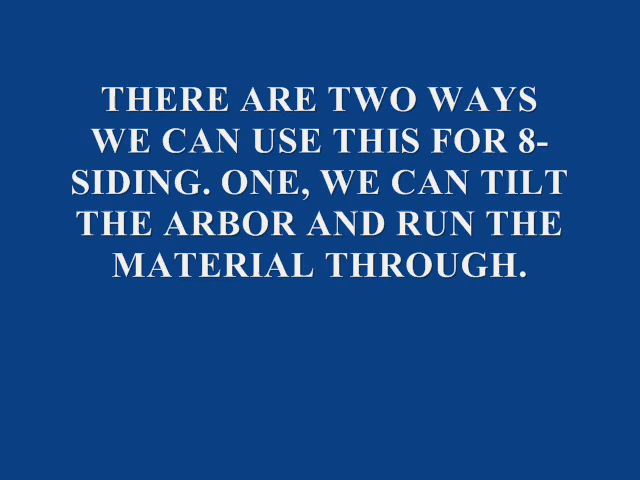 THERE ARE TWO WAYS
WE CAN USE THIS FOR 8-
SIDING. ONE, WE CAN TILT
THE ARBOR AND RUN THE
MATERIAL THROUGH.